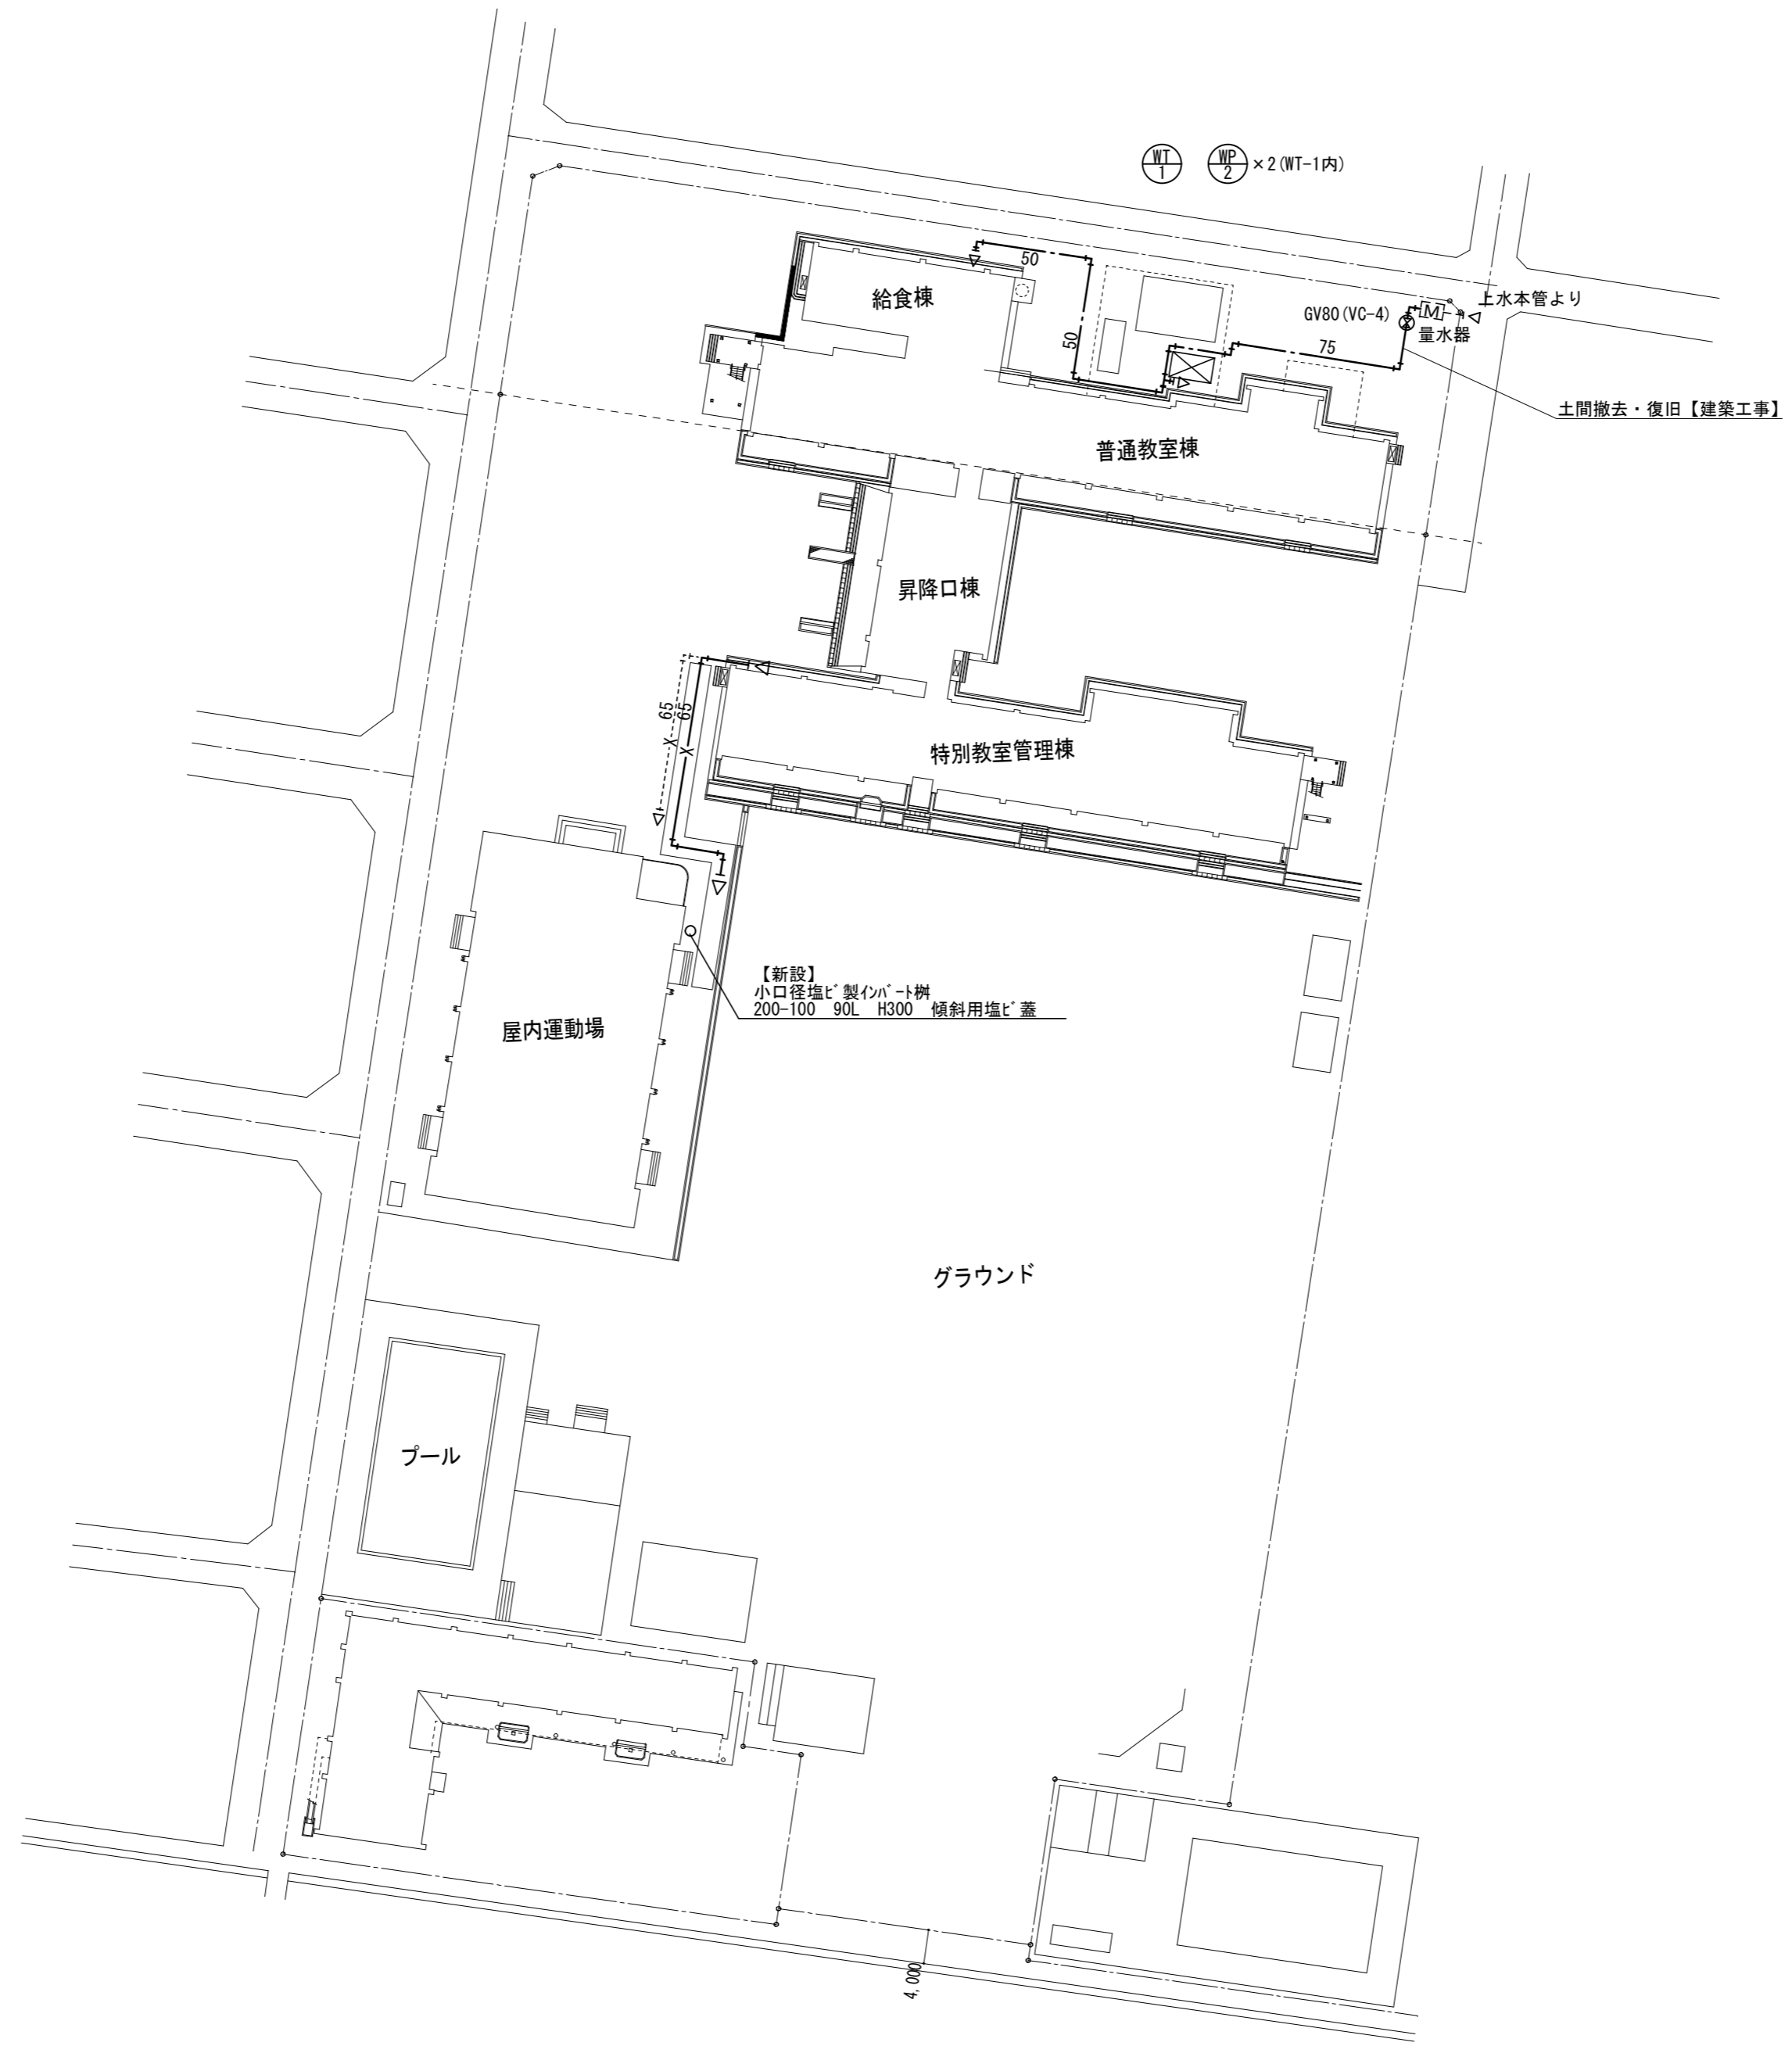 WT
1
WP
2
×2(WT-1内)
50
給食棟
上水本管より
GV80(VC-4)
M
量水器
50
75
土間撤去・復旧【建築工事】
普通教室棟
昇降口棟
65
65
X
X
特別教室管理棟
【新設】
小口径塩ビ製インバート桝
200-100 90L H300 傾斜用塩ビ蓋
屋内運動場
グラウンド
プール
4,000